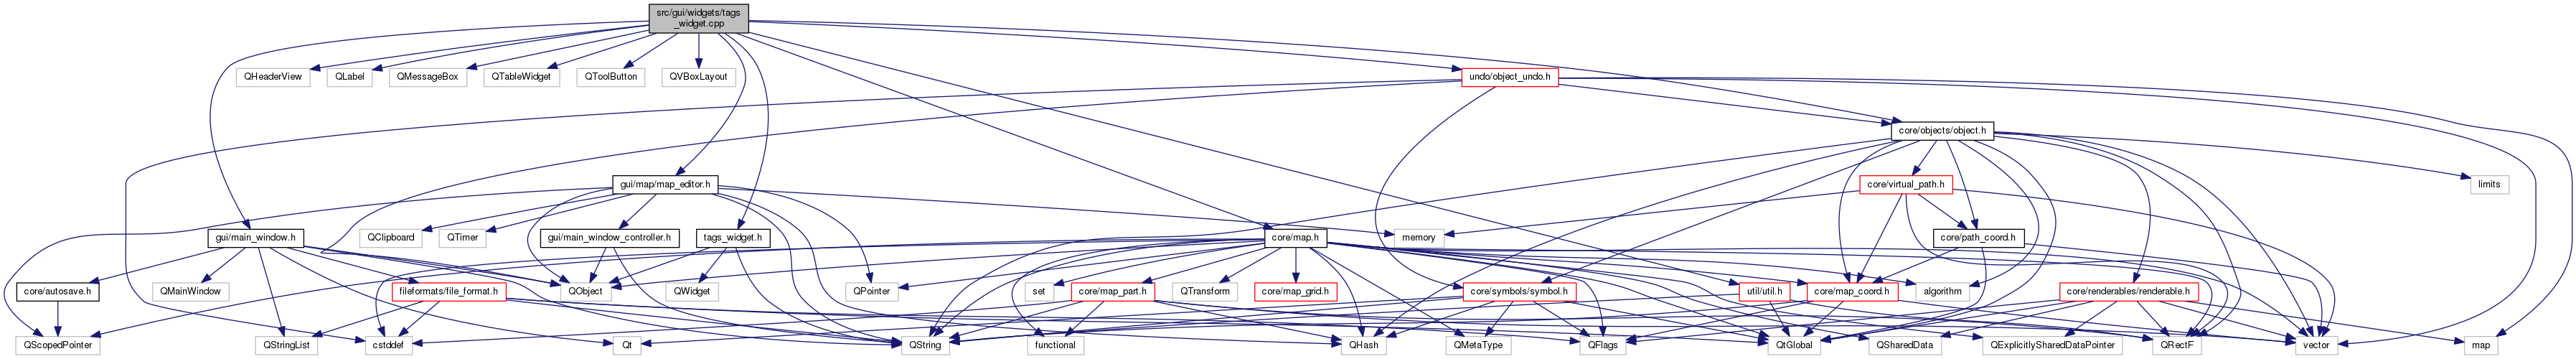 src/gui/widgets/tags
_widget.cpp
QHeaderView
QLabel
QMessageBox
QTableWidget
QToolButton
QVBoxLayout
undo/object_undo.h
core/objects/object.h
gui/map/map_editor.h
core/virtual_path.h
limits
gui/main_window.h
QClipboard
QTimer
gui/main_window_controller.h
tags_widget.h
memory
core/map.h
core/path_coord.h
core/autosave.h
QMainWindow
fileformats/file_format.h
QObject
QWidget
QPointer
set
core/map_part.h
QTransform
core/map_grid.h
core/symbols/symbol.h
util/util.h
core/map_coord.h
algorithm
core/renderables/renderable.h
QScopedPointer
QStringList
cstddef
Qt
QString
functional
QHash
QMetaType
QFlags
QtGlobal
QSharedData
QExplicitlySharedDataPointer
QRectF
vector
map